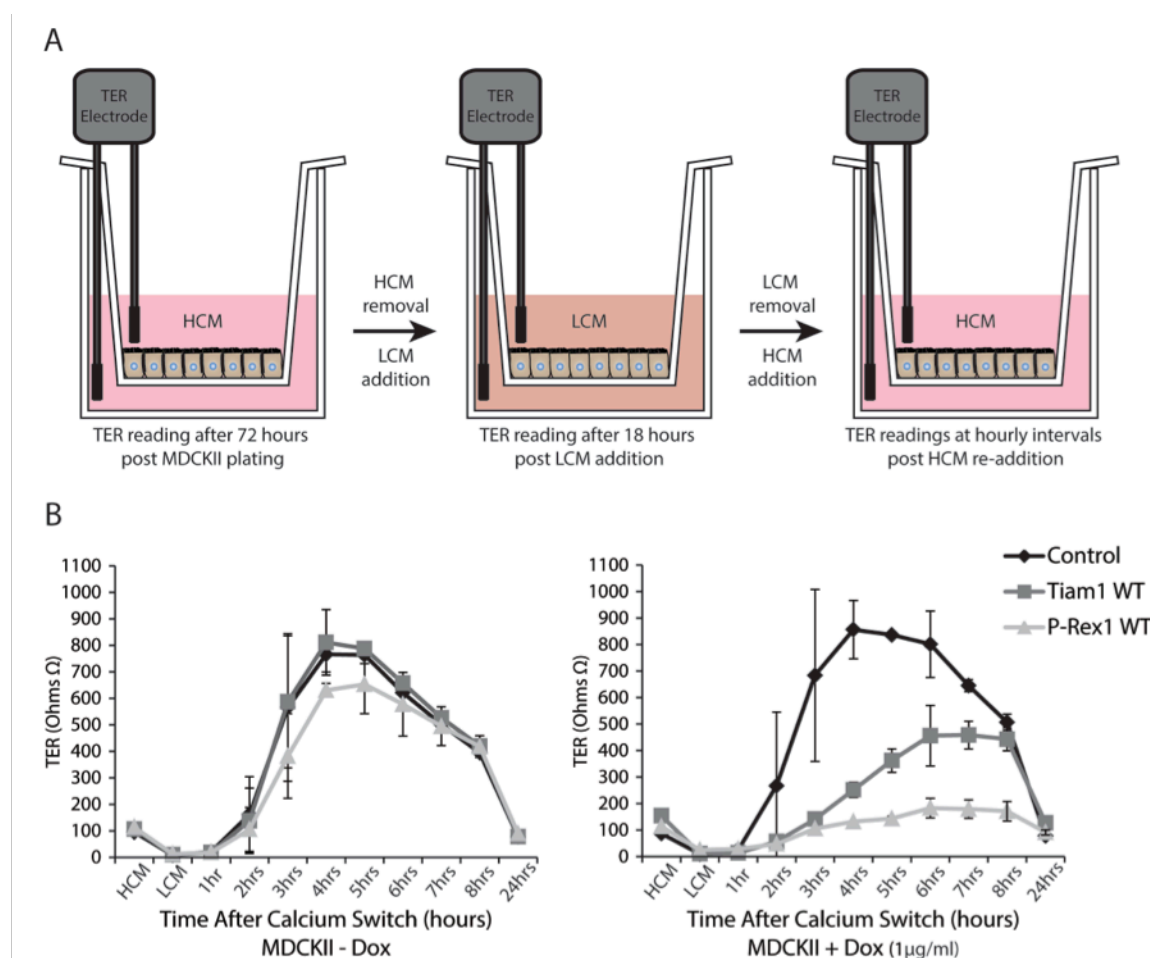 A
TER
Electrode
TER
Electrode
TER
Electrode
HCM
removal
LCM
addition
LCM
removal
HCM
addition
HCM
LCM
HCM
TER reading after 72 hours
post MDCKII plating
TER reading after 18 hours
post LCM addition
TER readings at hourly intervals
post HCM re-addition
B
TER (Ohms Ω)
1100
1000
900
800
700
600
500
400
300
200
100
0
HCM
LCM
1hr
2hrs
3hrs
4hrs
5hrs
6hrs
7hrs
8hrs
24hrs
Time After Calcium Switch (hours)
MDCKII - Dox
TER (Ohms Ω)
1100
1000
900
800
700
600
500
400
300
200
100
0
HCM
LCM
1hr
2hrs
3hrs
4hrs
5hrs
6hrs
7hrs
8hrs
24hrs
Time After Calcium Switch (hours)
MDCKII + Dox (1µg/ml)
Control
Tiam1 WT
P-Rex1 WT